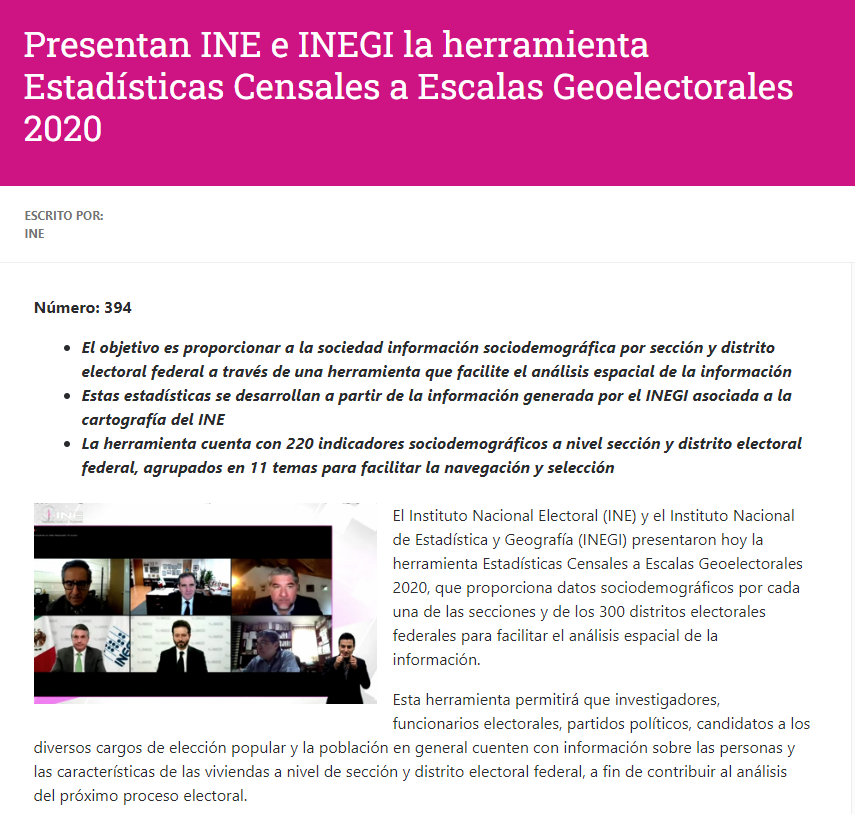 Presentan INE e INEGI la herramienta
Estadísticas Censales a Escalas Geoelectorales
2020
ESCRITO POR:
INE
Número: 394
• El objetivo es proporcionar a la sociedad información sociodemográfica por sección y distrito
electoral federal a través de una herramienta que facilite el análisis espacial de la información
• Estas estadísticas se desarrollan a partir de la información generada por el INEGI asociada a la
cartografía del INE
• La herramienta cuenta con 220 indicadores sociodemográficos a nivel sección y distrito electoral
federal, agrupados en 11 temas para facilitar la navegación y selección
INE
El Instituto Nacional Electoral (INE) y el Instituto Nacional
de Estadística y Geografía (INEGI) presentaron hoy la
herramienta Estadísticas Censales a Escalas Geoelectorales
2020, que proporciona datos sociodemográficos por cada
una de las secciones y de los 300 distritos electorales
federales para facilitar el análisis espacial de la
información.
Esta herramienta permitirá que investigadores,
funcionarios electorales, partidos políticos, candidatos a los
diversos cargos de elección popular y la población en general cuenten con información sobre las personas y
las características de las viviendas a nivel de sección y distrito electoral federal, a fin de contribuir al análisis
del próximo proceso electoral.